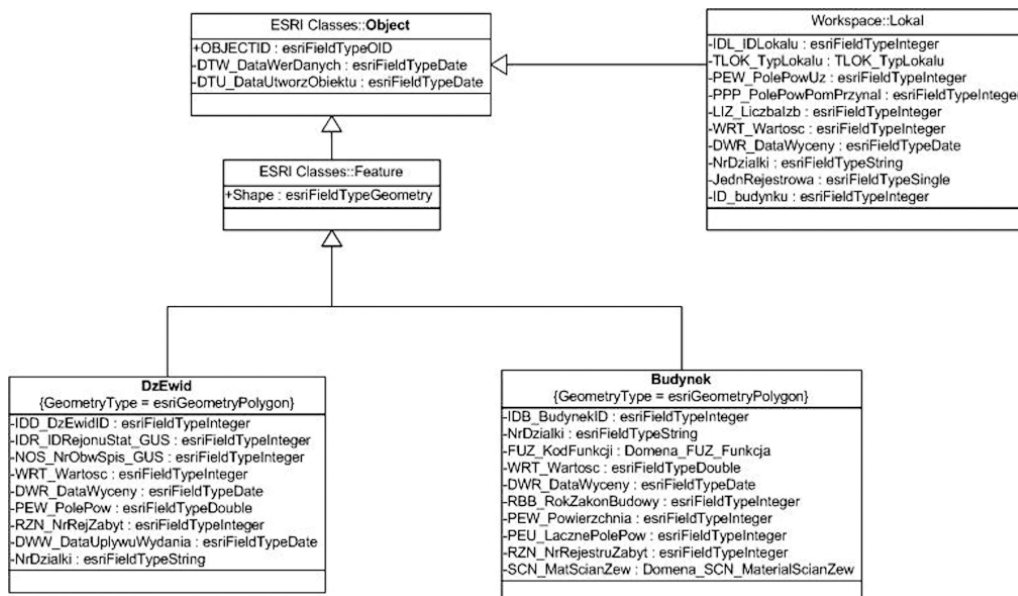 ESRI Classes::Object
+OBJECTID : esriFieldTypeOID
-DTW_DataWerDanych : esriFieldTypeDate
-DTU_DataUtworzObiektu : esriFieldTypeDate
Workspace::Lokal
-IDL_IDLokalu : esriFieldTypeInteger
-TLOK_TypLokalu : TLOK_TypLokalu
-PEW_PolePowUz : esriFieldTypeInteger
-PPP_PolePowPomPrzynal : esriFieldTypeInteger
-LIZ_LiczbaIzb : esriFieldTypeInteger
-WRT_Wartosc : esriFieldTypeInteger
-DWR_DataWyceny : esriFieldTypeDate
-NrDzialki : esriFieldTypeString
-JednRejestrowa : esriFieldTypeSingle
-ID_budynku : esriFieldTypeInteger
ESRI Classes::Feature
+Shape : esriFieldTypeGeometry
DzEwid
{GeometryType = esriGeometryPolygon}
-IDD_DzEwidID : esriFieldTypeInteger
-IDR_IDRejonuStat_GUS : esriFieldTypeInteger
-NOS_NrObwSpis_GUS : esriFieldTypeInteger
-WRT_Wartosc : esriFieldTypeInteger
-DWR_DataWyceny : esriFieldTypeDate
-PEW_PolePow : esriFieldTypeDouble
-RZN_NrRejZabyt : esriFieldTypeInteger
-DWW_DataUplywuWydania : esriFieldTypeDate
-NrDzialki : esriFieldTypeString
Budynek
{GeometryType = esriGeometryPolygon}
-IDB_BudynekID : esriFieldTypeInteger
-NrDzialki : esriFieldTypeString
-FUZ_KodFunkcji : Domena_FUZ_Funkcja
-WRT_Wartosc : esriFieldTypeDouble
-DWR_DataWyceny : esriFieldTypeDate
-RBB_RokZakonBudowy : esriFieldTypeInteger
-PEW_Powierzchnia : esriFieldTypeInteger
-PEU_LacznePolePow : esriFieldTypeInteger
-RZN_NrRejestruZabyt : esriFieldTypeInteger
-SCN_MatScianZew : Domena_SCN_MaterialScianZew